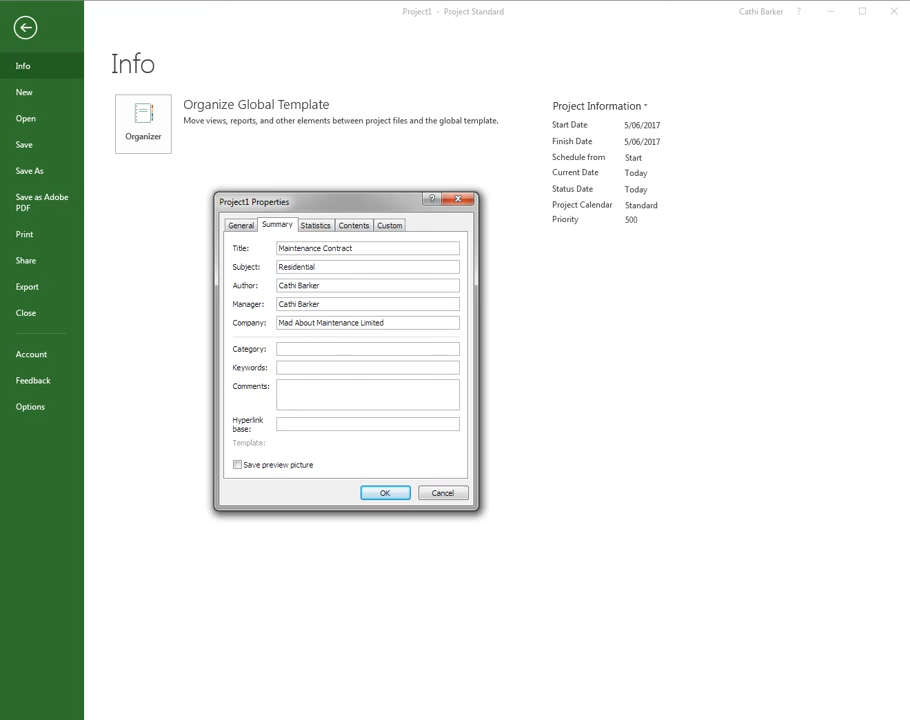 Project1 - Project Standard
Cathi Barker ?
Info
New
Open
Save
Save As
Save as Adobe
PDF
Print
Share
Export
Close
Account
Feedback
Options
Info
Organizer
Organize Global Template
Move views, reports, and other elements between project files and the global template.
Project Information
Start Date 5/06/2017
Finish Date 5/06/2017
Schedule from Start
Current Date Today
Status Date Today
Project Calendar Standard
Priority 500
Project1 Properties
General Summary Statistics Contents Custom
Title: Maintenance Contract
Subject: Residential
Author: Cathi Barker
Manager: Cathi Barker
Company: Mad About Maintenance Limited
Category:
Keywords:
Comments:
Hyperlink
base:
Template:
Save preview picture
OK Cancel